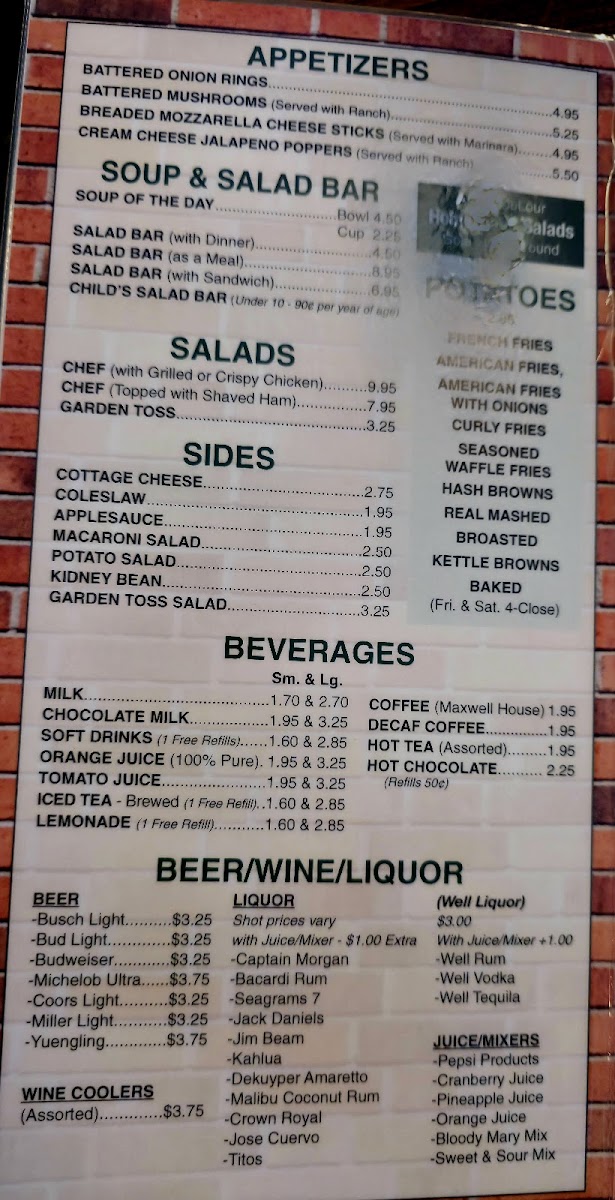 APPETIZERS
BATTERED ONION RINGS..........4.95
BATTERED MUSHROOMS (Served with Ranch)..........5.25
BREADED MOZZARELLA CHEESE STICKS (Served with Marinara)..........4.95
CREAM CHEESE JALAPENO POPPERS (Served with Ranch)..........5.50
SOUP & SALAD BAR
SOUP OF THE DAY..........Bowl 4.50
Cup 2.25
SALAD BAR (with Dinner)..........4.50
SALAD BAR (as a Meal)..........8.95
SALAD BAR (with Sandwich)..........6.95
CHILD'S SALAD BAR (Under 10 - 90¢ per year of age)
Our
Salads
SALADS
CHEF (with Grilled or Crispy Chicken)..........9.95
CHEF (Topped with Shaved Ham)..........7.95
GARDEN TOSS..........3.25
SIDES
COTTAGE CHEESE..........2.75
COLESLAW..........1.95
APPLESAUCE..........1.95
MACARONI SALAD..........2.50
POTATO SALAD..........2.50
KIDNEY BEAN..........2.50
GARDEN TOSS SALAD..........3.25
POTATOES
FRENCH FRIES
AMERICAN FRIES,
AMERICAN FRIES
WITH ONIONS
CURLY FRIES
SEASONED
WAFFLE FRIES
HASH BROWNS
REAL MASHED
BROASTED
KETTLE BROWNS
BAKED
(Fri. & Sat. 4-Close)
BEVERAGES
Sm. & Lg.
MILK..........1.70 & 2.70
CHOCOLATE MILK..........1.95 & 3.25
SOFT DRINKS (1 Free Refills)......1.60 & 2.85
ORANGE JUICE (100% Pure). 1.95 & 3.25
TOMATO JUICE..........1.95 & 3.25
ICED TEA - Brewed (1 Free Refill)..1.60 & 2.85
LEMONADE (1 Free Refill)..........1.60 & 2.85
COFFEE (Maxwell House) 1.95
DECAF COFFEE..........1.95
HOT TEA (Assorted)..........1.95
HOT CHOCOLATE.......... 2.25
(Refills 50¢)
BEER/WINE/LIQUOR
BEER
-Busch Light..........$3.25
-Bud Light..........$3.25
-Budweiser..........$3.25
-Michelob Ultra......$3.75
-Coors Light..........$3.25
-Miller Light..........$3.25
-Yuengling..........$3.75
WINE COOLERS
(Assorted)..........$3.75
LIQUOR
Shot prices vary
with Juice/Mixer - $1.00 Extra
-Captain Morgan
-Bacardi Rum
-Seagrams 7
-Jack Daniels
-Jim Beam
-Kahlua
-Dekuyper Amaretto
-Malibu Coconut Rum
-Crown Royal
-Jose Cuervo
-Titos
(Well Liquor)
$3.00
With Juice/Mixer +1.00
-Well Rum
-Well Vodka
-Well Tequila
JUICE/MIXERS
-Pepsi Products
-Cranberry Juice
-Pineapple Juice
-Orange Juice
-Bloody Mary Mix
-Sweet & Sour Mix